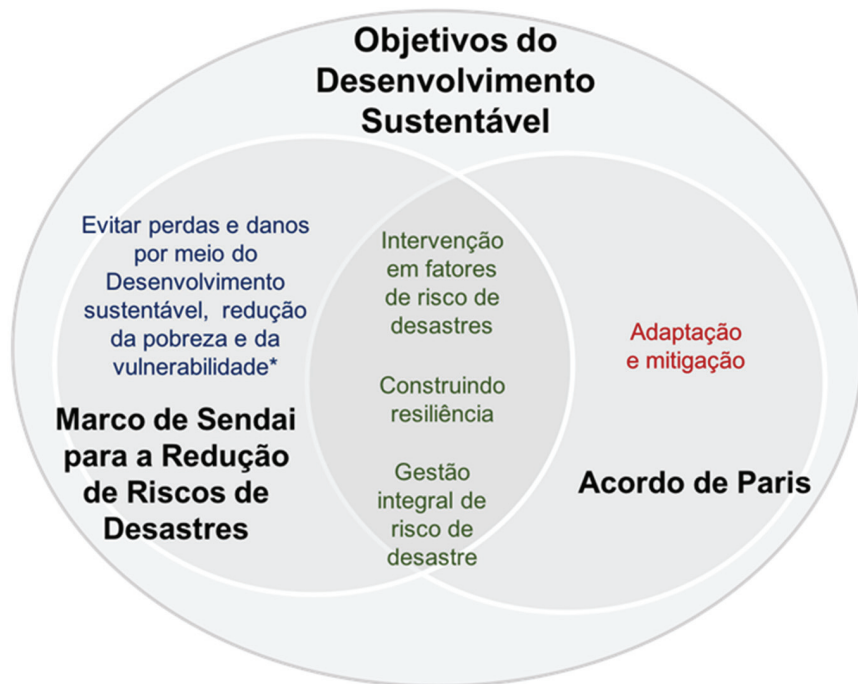 Objetivos do
Desenvolvimento
Sustentável
Evitar perdas e danos
por meio do
Desenvolvimento
sustentável, redução
da pobreza e da
vulnerabilidade*
Marco de Sendai
para a Redução
de Riscos de
Desastres
Intervenção
em fatores
de risco de
desastres
Construindo
resiliência
Gestão
integral de
risco de
desastre
Adaptação
e mitigação
Acordo de Paris